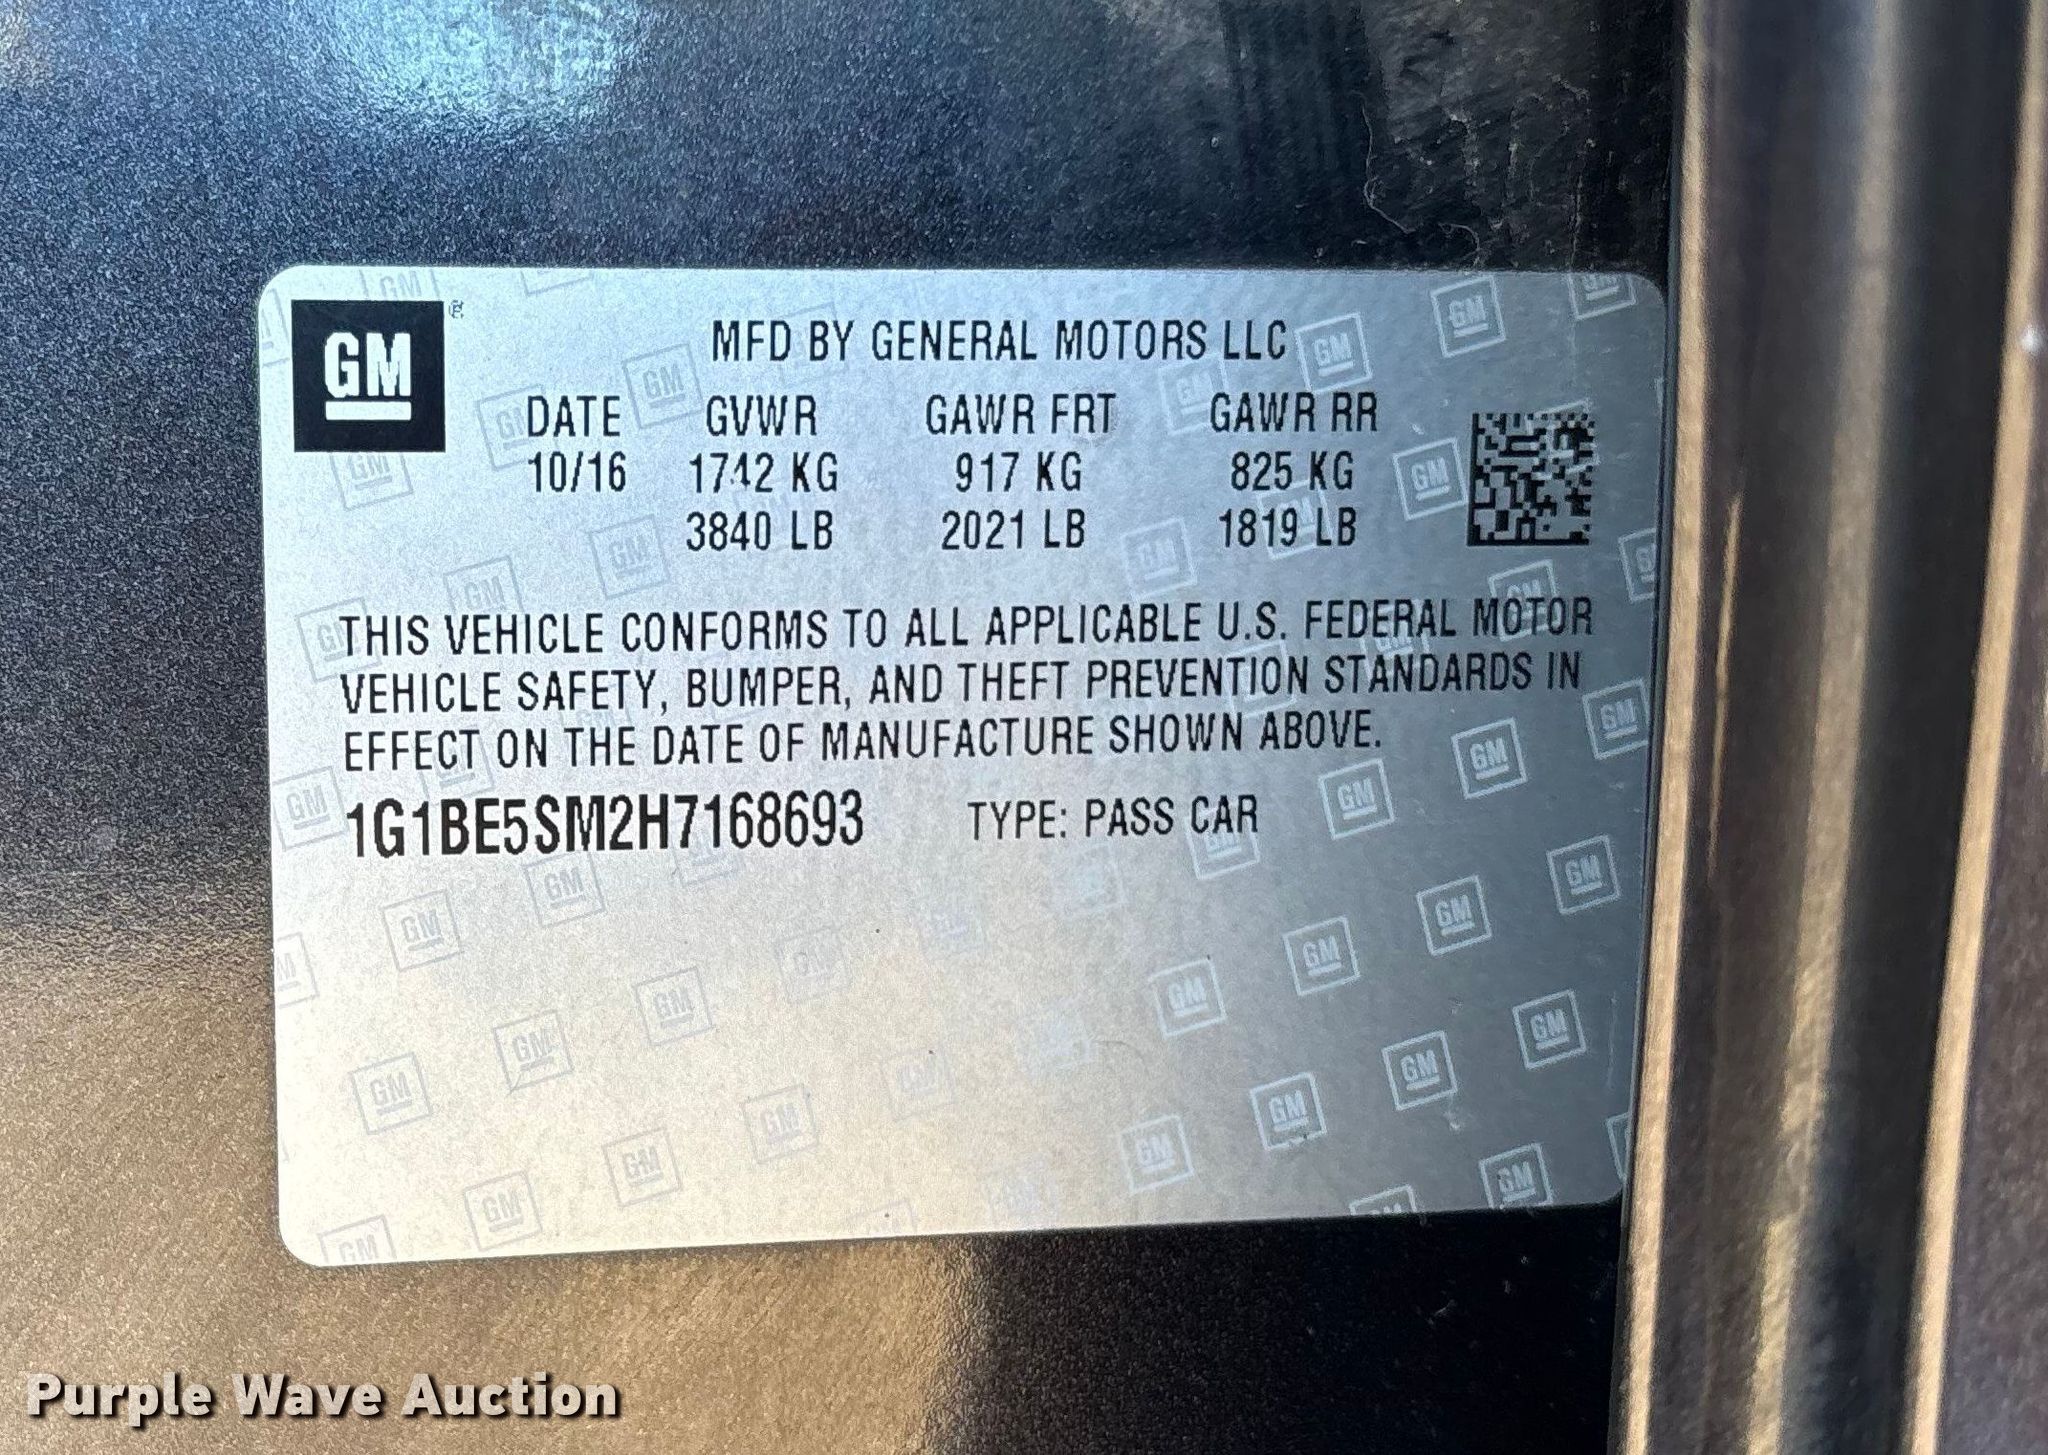 GM
MFD BY GENERAL MOTORS LLC
DATE GVWR GAWR FRT GAWR RR
10/16 1742 KG 917 KG 825 KG
3840 LB 2021 LB 1819 LB
THIS VEHICLE CONFORMS TO ALL APPLICABLE U.S. FEDERAL MOTOR
VEHICLE SAFETY, BUMPER, AND THEFT PREVENTION STANDARDS IN
EFFECT ON THE DATE OF MANUFACTURE SHOWN ABOVE.
1G1BE5SM2H7168693 TYPE: PASS CAR
Purple Wave Auction